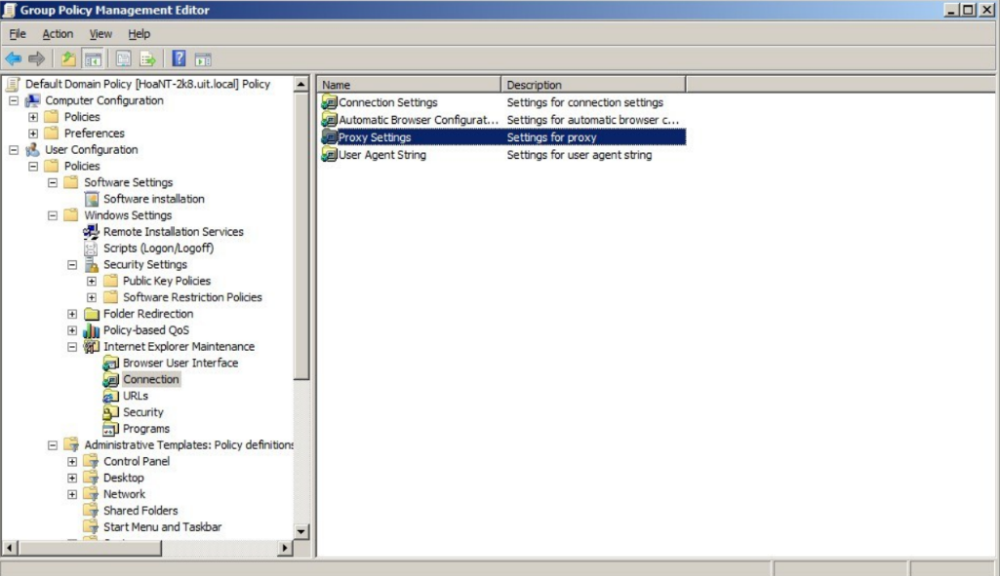 Group Policy Management Editor
File Action View Help
Default Domain Policy [HoaNT-2k8.uit.local] Policy
Computer Configuration
Policies
Preferences
User Configuration
Policies
Software Settings
Software installation
Windows Settings
Remote Installation Services
Scripts (Logon/Logoff)
Security Settings
Public Key Policies
Software Restriction Policies
Folder Redirection
Policy-based QoS
Internet Explorer Maintenance
Browser User Interface
Connection
URLs
Security
Programs
Administrative Templates: Policy definitions
Control Panel
Desktop
Network
Shared Folders
Start Menu and Taskbar
Name Description
Connection Settings Settings for connection settings
Automatic Browser Configurat... Settings for automatic browser c...
Proxy Settings Settings for proxy
User Agent String Settings for user agent string